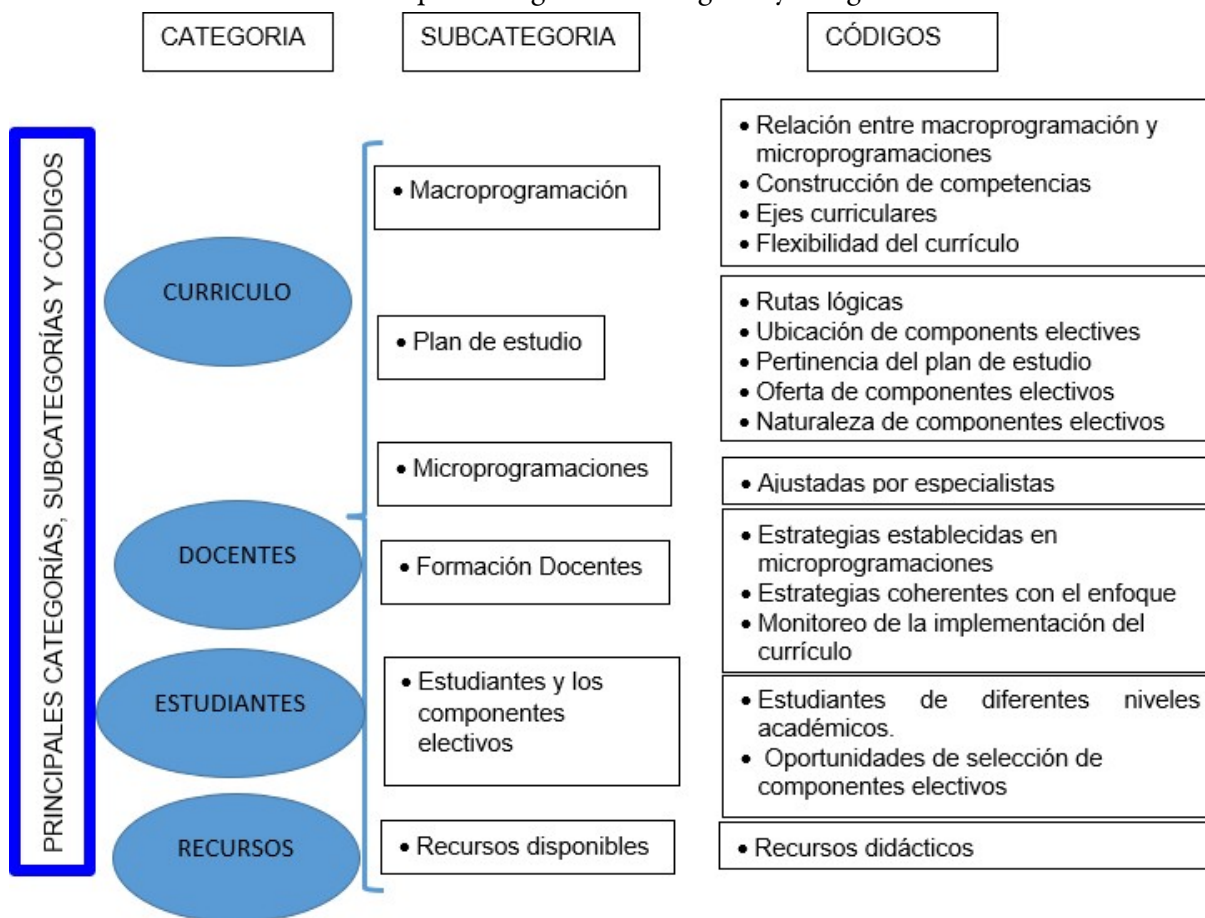 CATEGORIA
SUBCATEGORIA
CÓDIGOS
PRINCIPALES CATEGORÍAS, SUBCATEGORÍAS Y CÓDIGOS
CURRICULO
• Macroprogramación
• Relación entre macroprogramación y
microprogramaciones
• Construcción de competencias
• Ejes curriculares
• Flexibilidad del currículo
• Plan de estudio
• Rutas lógicas
• Ubicación de components electives
• Pertinencia del plan de estudio
• Oferta de componentes electivos
• Naturaleza de componentes electivos
• Microprogramaciones
• Ajustadas por especialistas
DOCENTES
• Formación Docentes
• Estrategias establecidas en
microprogramaciones
• Estrategias coherentes con el enfoque
• Monitoreo de la implementación del
currículo
ESTUDIANTES
• Estudiantes y los
componentes
electivos
• Estudiantes de diferentes niveles
académicos.
• Oportunidades de selección de
componentes electivos
RECURSOS
• Recursos disponibles
• Recursos didácticos